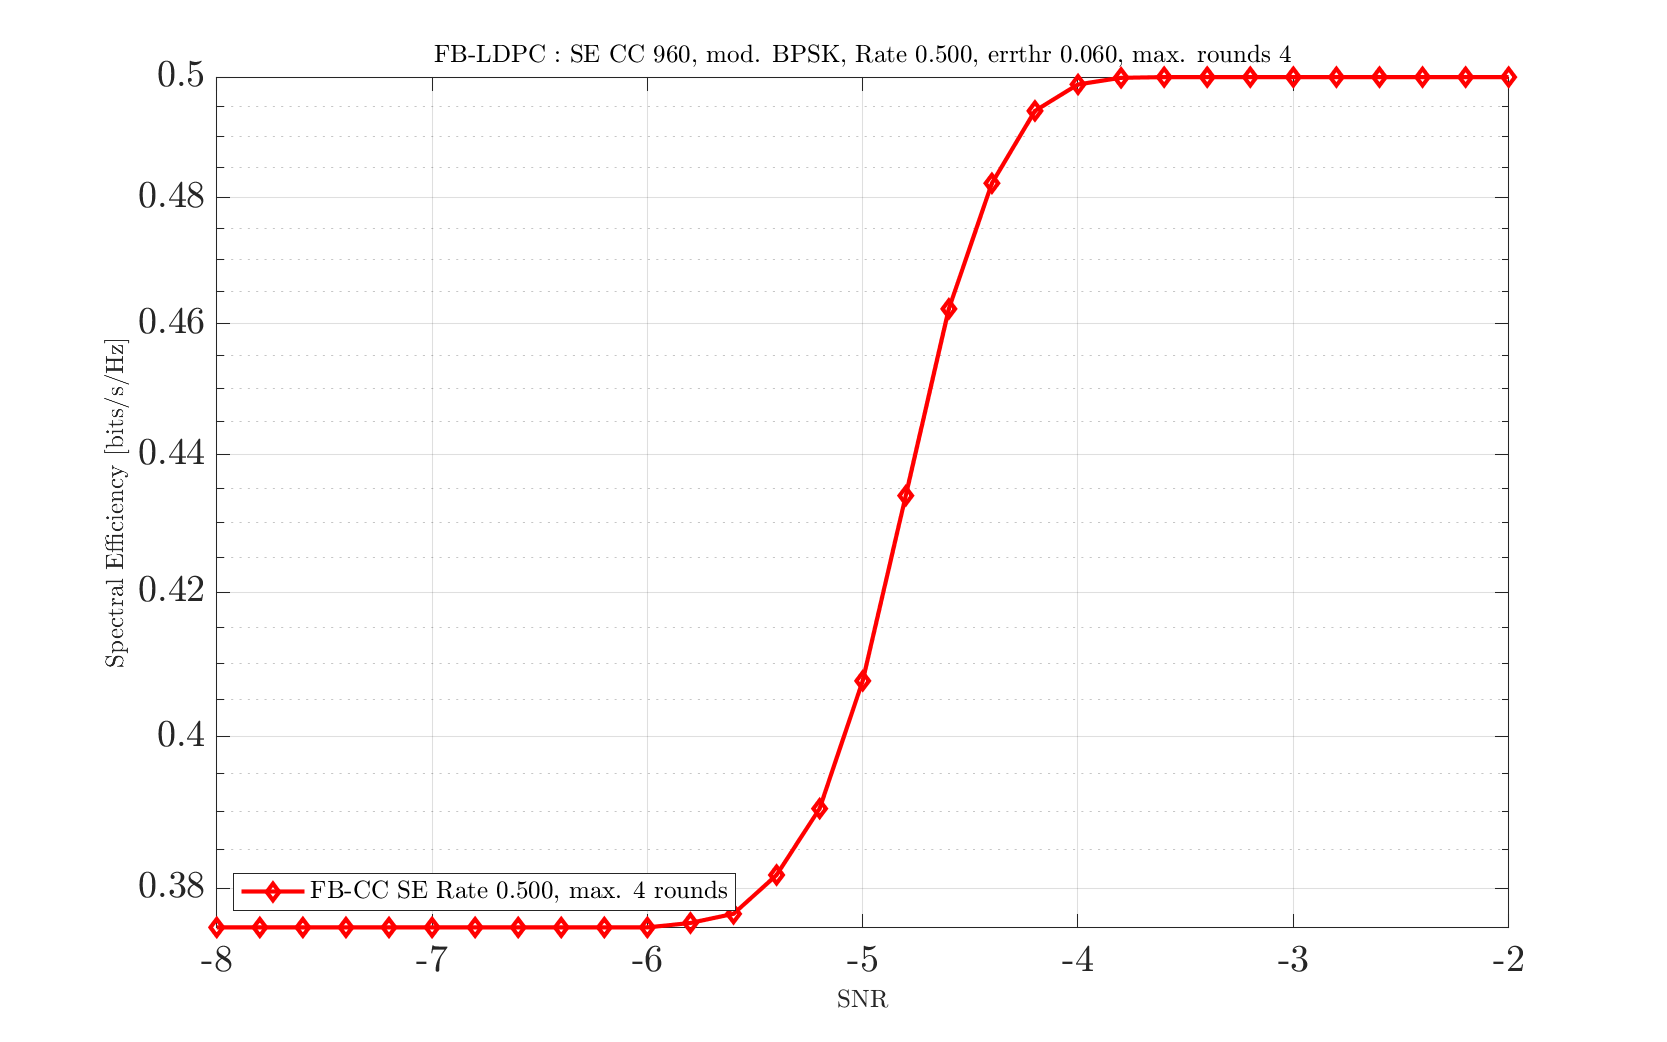 FB-LDPC : SE CC 960, mod. BPSK, Rate 0.500, errthr 0.060, max. rounds 4
0.5
0.48
0.46
0.44
0.42
0.4
0.38
Spectral Efficiency [bits/s/Hz]
FB-CC SE Rate 0.500, max. 4 rounds
-8 -7 -6 -5 -4 -3 -2
SNR